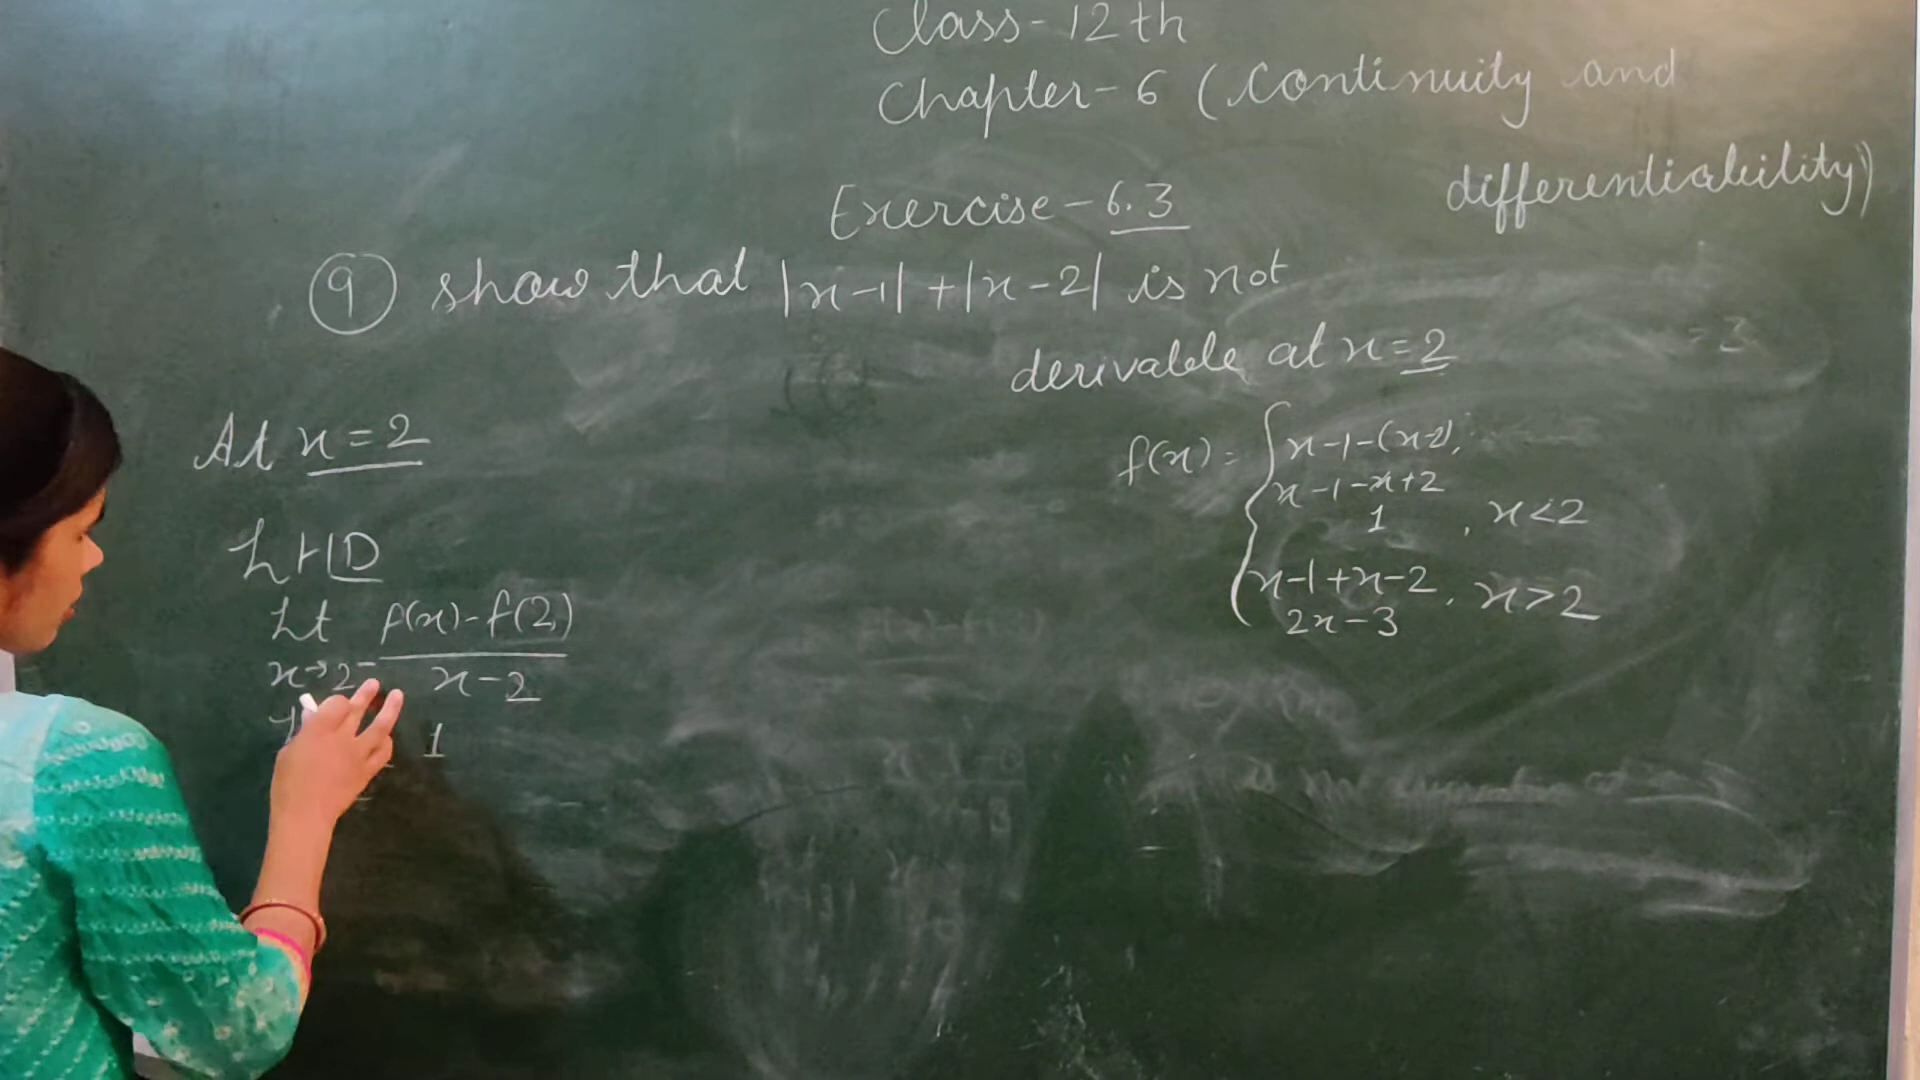 Class-12th
Chapter-6 (Continuity and
differentiability)
Exercise-6.3
9 show that |x-1|+|x-2| is not
derivable at x=2
= 3
At x=2
f(x) = { x-1-(x-2),
x-1-x+2
1 , x<2
x-1+x-2, x>2
2x-3
LHD
Lt f(x)-f(2)
x→2⁻ x-2
1